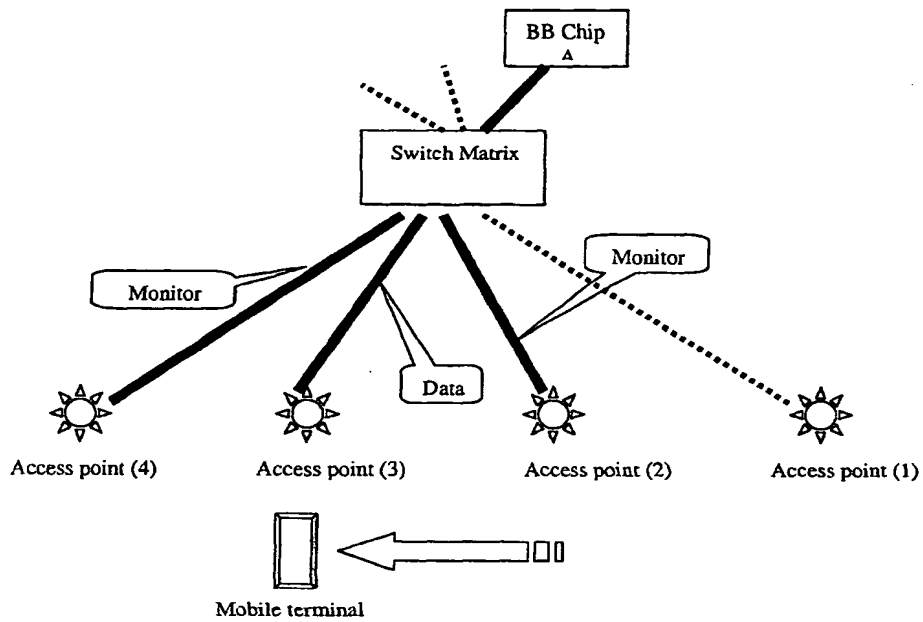 BB Chip
Switch Matrix
Monitor
Monitor
Data
Access point (4)
Access point (3)
Access point (2)
Access point (1)
Mobile terminal